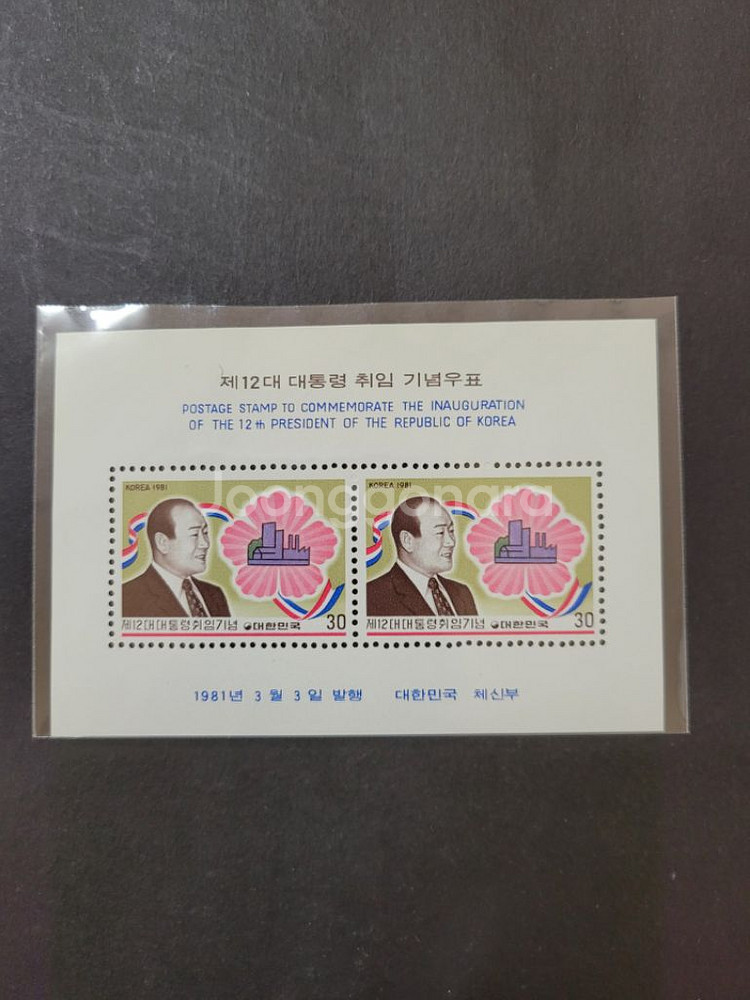 제12대 대통령 취임 기념우표
POSTAGE STAMP TO COMMEMORATE THE INAUGURATION
OF THE 12th PRESIDENT OF THE REPUBLIC OF KOREA
joonggonara
KOREA 1981
KOREA 1981
제12대대통령취임기념 대한민국 30
제12대대통령취임기념 대한민국 30
1981년 3월 3일 발행 대한민국 체신부